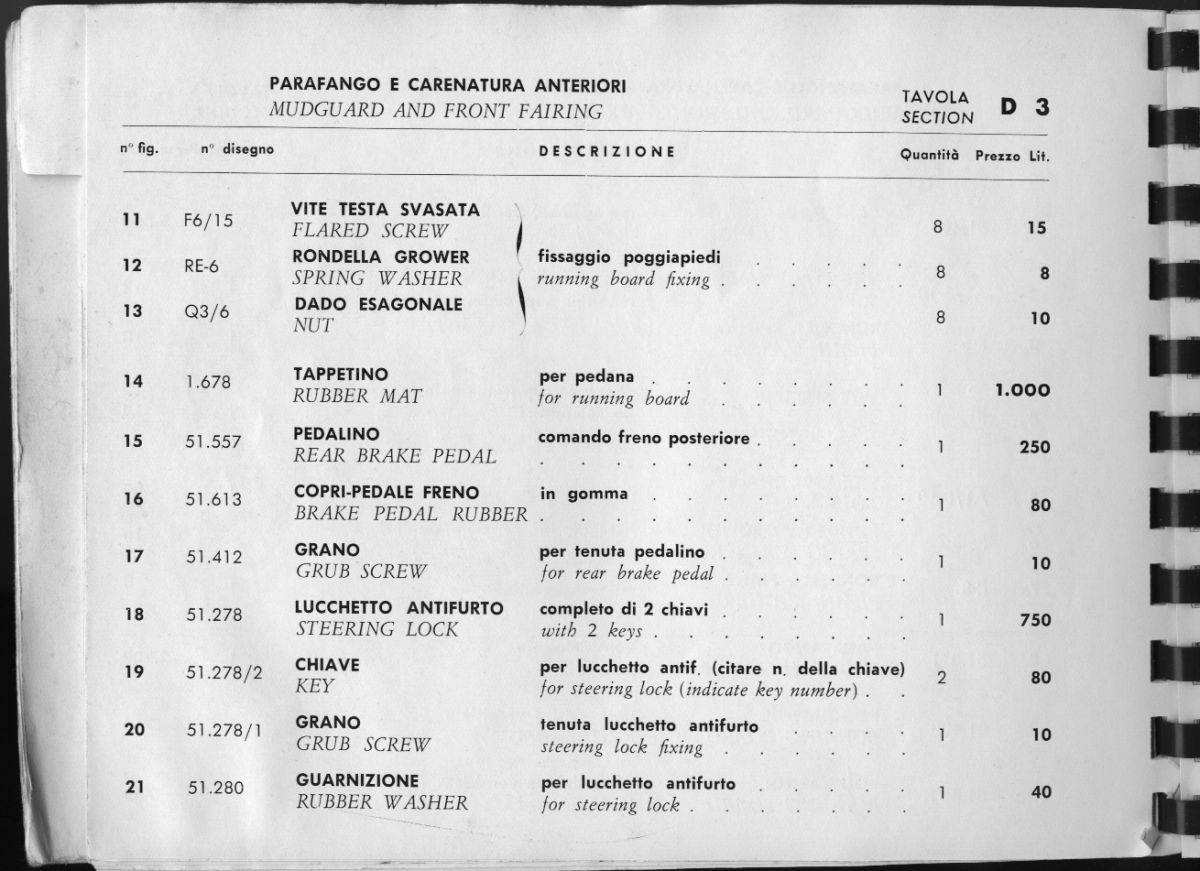 PARAFANGO E CARENATURA ANTERIORI
MUDGUARD AND FRONT FAIRING
TAVOLA
SECTION
D 3
n° fig. n° disegno DESCRIZIONE Quantità Prezzo Lit.
11 F6/15 VITE TESTA SVASATA 8 15
FLARED SCREW
12 RE-6 RONDELLA GROWER fissaggio poggiapiedi . . . . . 8 8
SPRING WASHER running board fixing . . . . . .
13 Q3/6 DADO ESAGONALE 8 10
NUT
14 1.678 TAPPETINO per pedana . . . . . . . . 1 1.000
RUBBER MAT for running board . . . . . .
15 51.557 PEDALINO comando freno posteriore . . . . . 1 250
REAR BRAKE PEDAL . . . . . . . . . . .
16 51.613 COPRI-PEDALE FRENO in gomma . . . . . . . . 1 80
BRAKE PEDAL RUBBER . . . . . . . . . . .
17 51.412 GRANO per tenuta pedalino . . . . . . 1 10
GRUB SCREW for rear brake pedal . . . . . .
18 51.278 LUCCHETTO ANTIFURTO completo di 2 chiavi . . . . . . 1 750
STEERING LOCK with 2 keys . . . . . . . .
19 51.278/2 CHIAVE per lucchetto antif. (citare n. della chiave) 2 80
KEY for steering lock (indicate key number) . .
20 51.278/1 GRANO tenuta lucchetto antifurto . . . . 1 10
GRUB SCREW steering lock fixing . . . . . .
21 51.280 GUARNIZIONE per lucchetto antifurto . . . . . 1 40
RUBBER WASHER for steering lock . . . . . . .